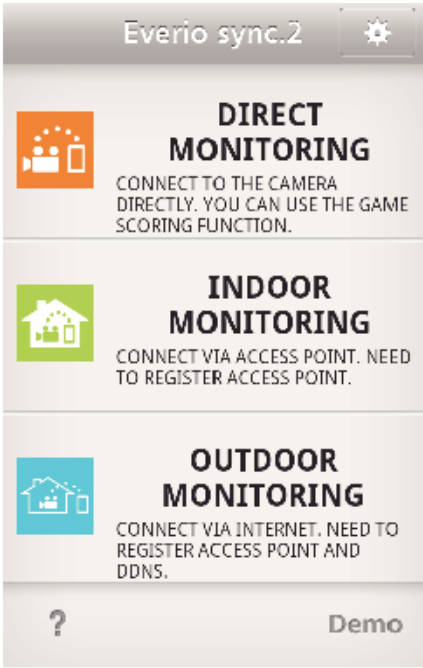 Everio sync.2
DIRECT
MONITORING
CONNECT TO THE CAMERA
DIRECTLY. YOU CAN USE THE GAME
SCORING FUNCTION.
INDOOR
MONITORING
CONNECT VIA ACCESS POINT. NEED
TO REGISTER ACCESS POINT.
OUTDOOR
MONITORING
CONNECT VIA INTERNET. NEED TO
REGISTER ACCESS POINT AND
DDNS.
? Demo